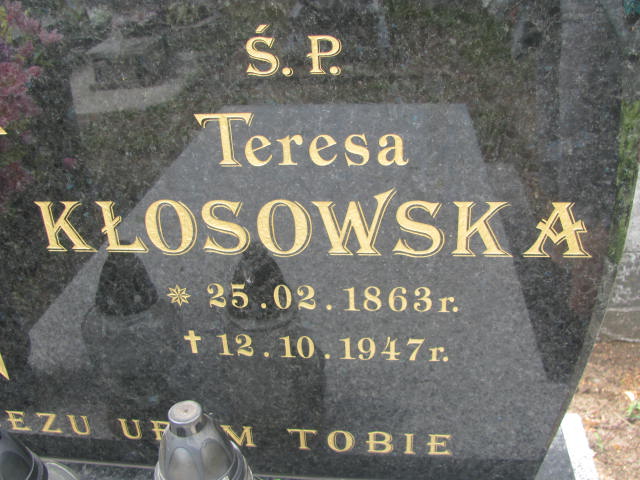 Ś. P.
Teresa
KŁOSOWSKA
* 25.02.1863r.
✝ 12.10.1947r.
TOBIE